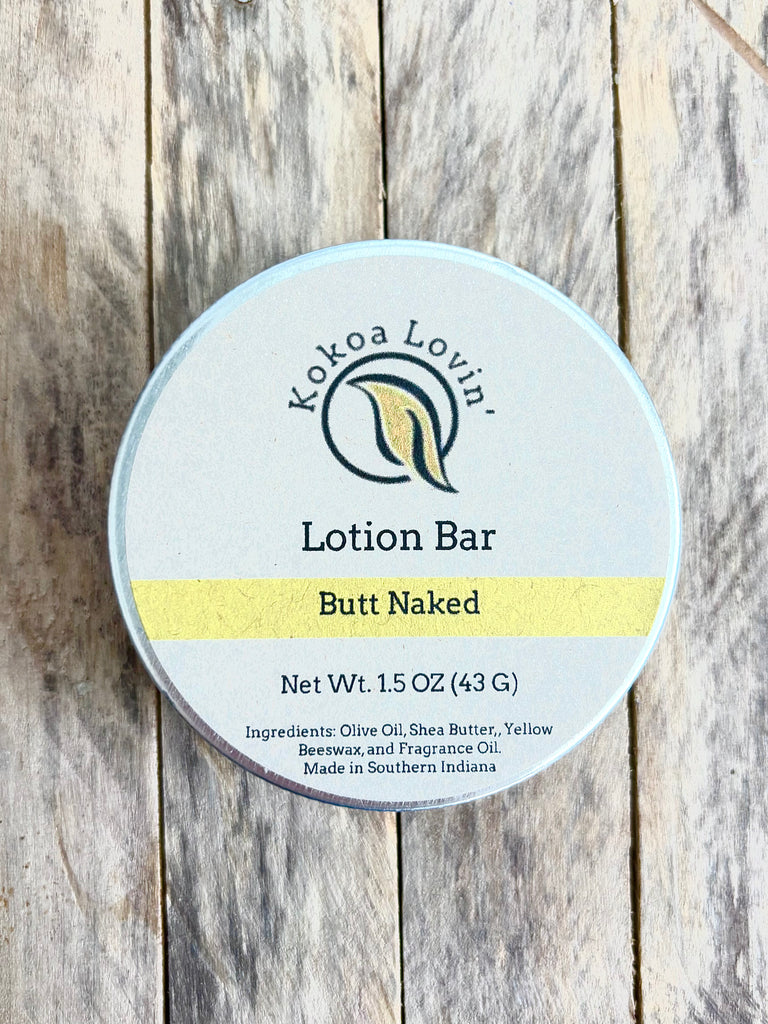 Kokoa Lovin'
Lotion Bar
Butt Naked
Net Wt. 1.5 OZ (43 G)
Ingredients: Olive Oil, Shea Butter,, Yellow
Beeswax, and Fragrance Oil.
Made in Southern Indiana